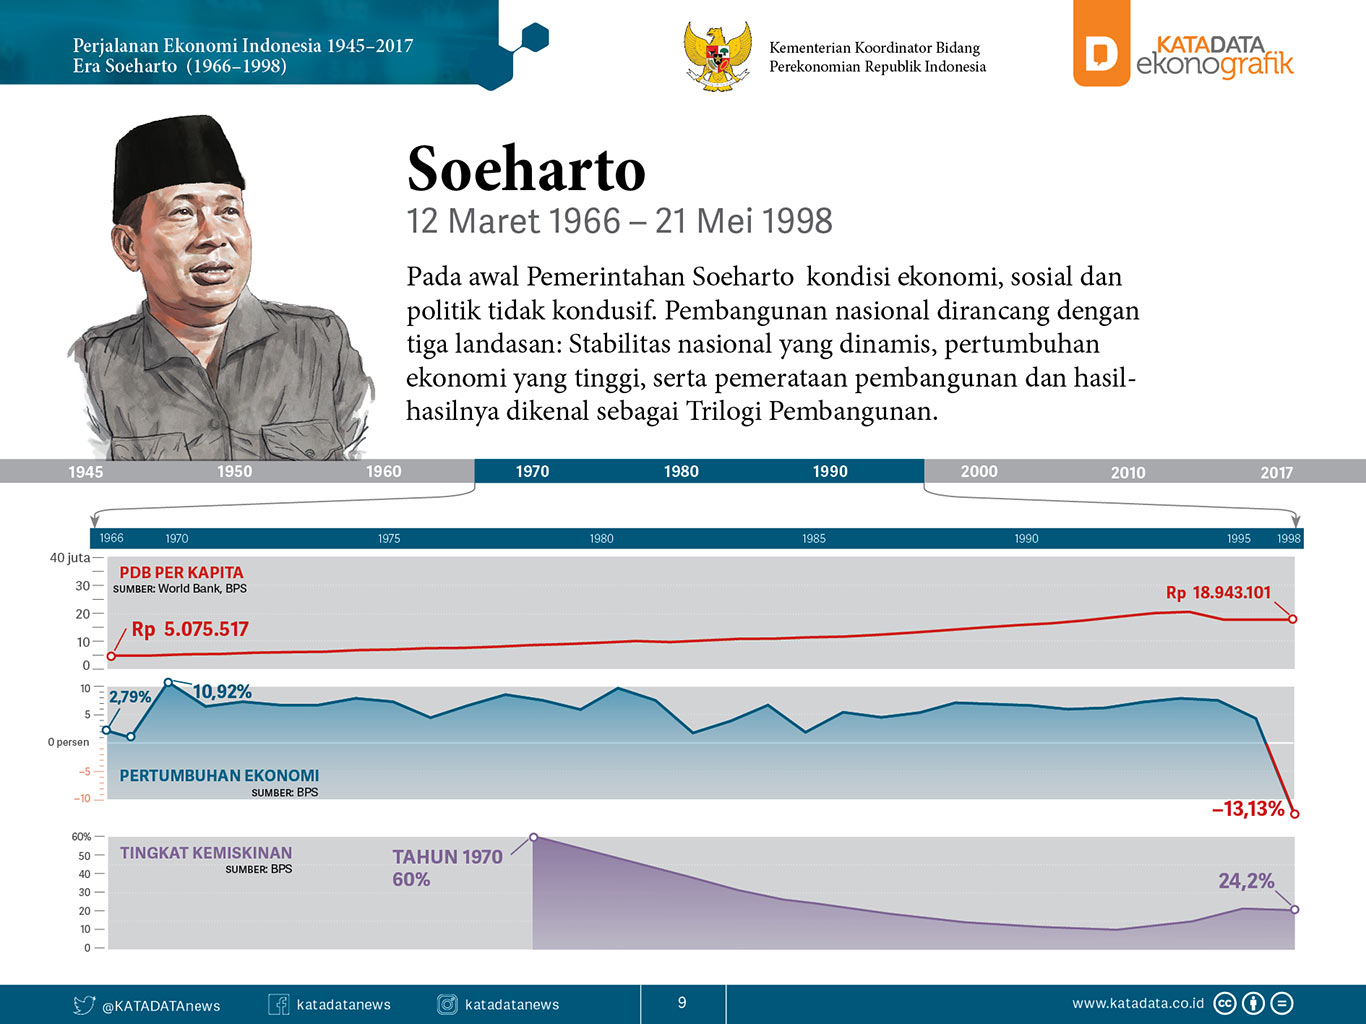 Perjalanan Ekonomi Indonesia 1945–2017
Era Soeharto (1966–1998)
Kementerian Koordinator Bidang
Perekonomian Republik Indonesia
D
KATADATA
ekonografik
Soeharto
12 Maret 1966 – 21 Mei 1998
Pada awal Pemerintahan Soeharto kondisi ekonomi, sosial dan
politik tidak kondusif. Pembangunan nasional dirancang dengan
tiga landasan: Stabilitas nasional yang dinamis, pertumbuhan
ekonomi yang tinggi, serta pemerataan pembangunan dan hasil-
hasilnya dikenal sebagai Trilogi Pembangunan.
1945 1950 1960 1970 1980 1990 2000 2010 2017
1966 1970 1975 1980 1985 1990 1995 1998
40 juta
30
20
10
0
PDB PER KAPITA
SUMBER: World Bank, BPS
Rp 5.075.517
Rp 18.943.101
10
5
0 persen
–5
–10
2,79%
10,92%
PERTUMBUHAN EKONOMI
SUMBER: BPS
–13,13%
60%
50
40
30
20
10
0
TINGKAT KEMISKINAN
SUMBER: BPS
TAHUN 1970
60%
24,2%
@KATADATAnews
katadatanews
katadatanews
9
www.katadata.co.id
cc